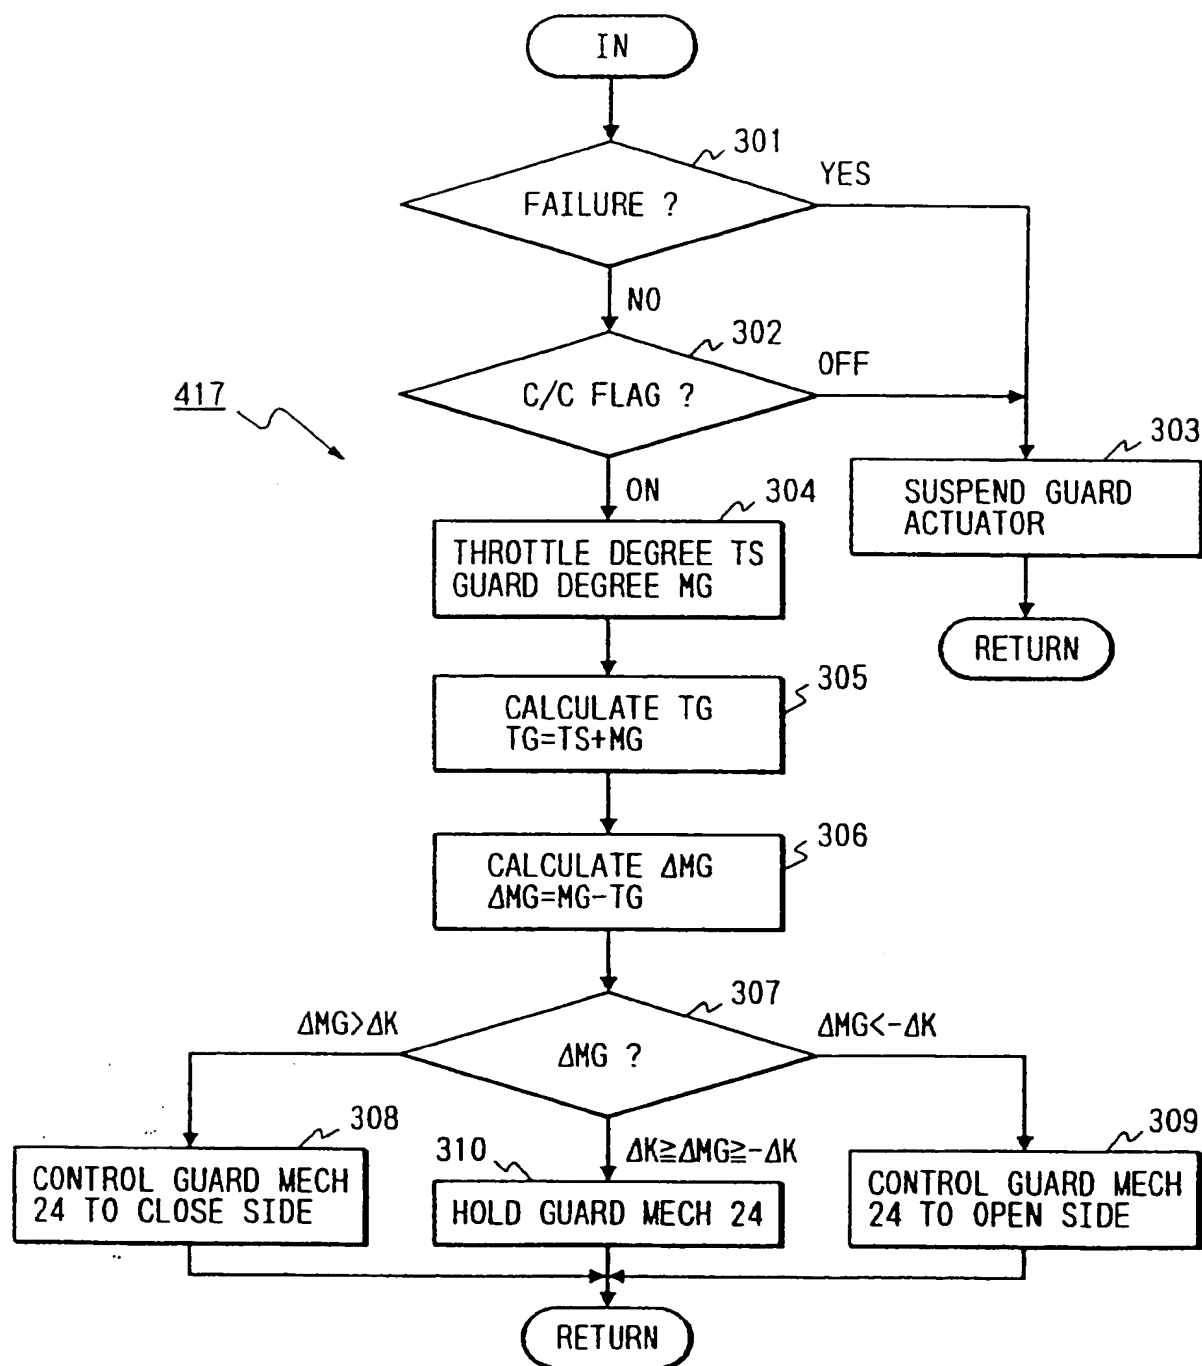 IN
301
FAILURE ?
YES
NO
302
C/C FLAG ?
OFF
417
303
SUSPEND GUARD
ACTUATOR
ON
304
THROTTLE DEGREE TS
GUARD DEGREE MG
RETURN
305
CALCULATE TG
TG=TS+MG
306
CALCULATE ΔMG
ΔMG=MG-TG
307
ΔMG>ΔK
ΔMG ?
ΔMG<-ΔK
308
CONTROL GUARD MECH
24 TO CLOSE SIDE
ΔK≧ΔMG≧-ΔK
310
HOLD GUARD MECH 24
309
CONTROL GUARD MECH
24 TO OPEN SIDE
RETURN